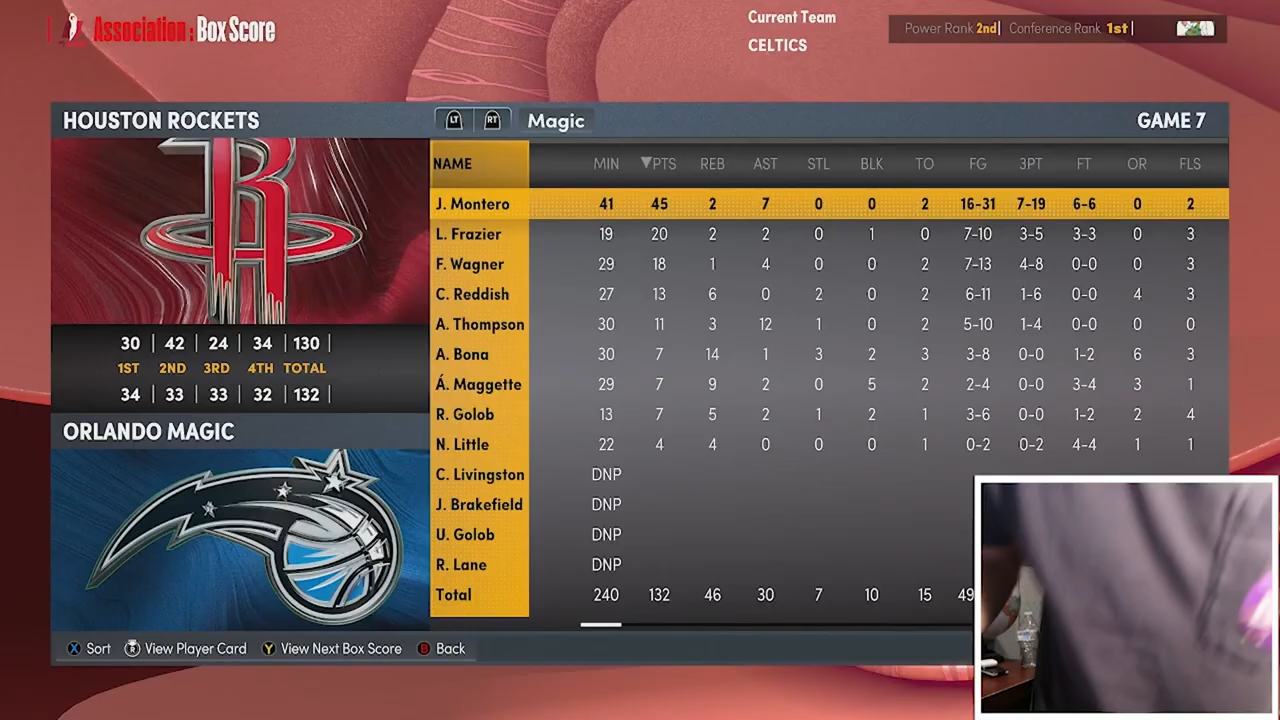 Association : Box Score
Current Team
CELTICS
Power Rank 2nd| Conference Rank 1st|
HOUSTON ROCKETS
LT RT Magic
GAME 7
30 | 42 | 24 | 34 | 130 |
1ST 2ND 3RD 4TH TOTAL
34 | 33 | 33 | 32 | 132 |
ORLANDO MAGIC
NAME MIN ▼PTS REB AST STL BLK TO FG 3PT FT OR FLS
J. Montero 41 45 2 7 0 0 2 16-31 7-19 6-6 0 2
L. Frazier 19 20 2 2 0 1 0 7-10 3-5 3-3 0 3
F. Wagner 29 18 1 4 0 0 2 7-13 4-8 0-0 0 3
C. Reddish 27 13 6 0 2 0 2 6-11 1-6 0-0 4 3
A. Thompson 30 11 3 12 1 0 2 5-10 1-4 0-0 0 0
A. Bona 30 7 14 1 3 2 3 3-8 0-0 1-2 6 3
Á. Maggette 29 7 9 2 0 5 2 2-4 0-0 3-4 3 1
R. Golob 13 7 5 2 1 2 1 3-6 0-0 1-2 2 4
N. Little 22 4 4 0 0 0 1 0-2 0-2 4-4 1 1
C. Livingston DNP
J. Brakefield DNP
U. Golob DNP
R. Lane DNP
Total 240 132 46 30 7 10 15 49
X Sort R View Player Card Y View Next Box Score B Back